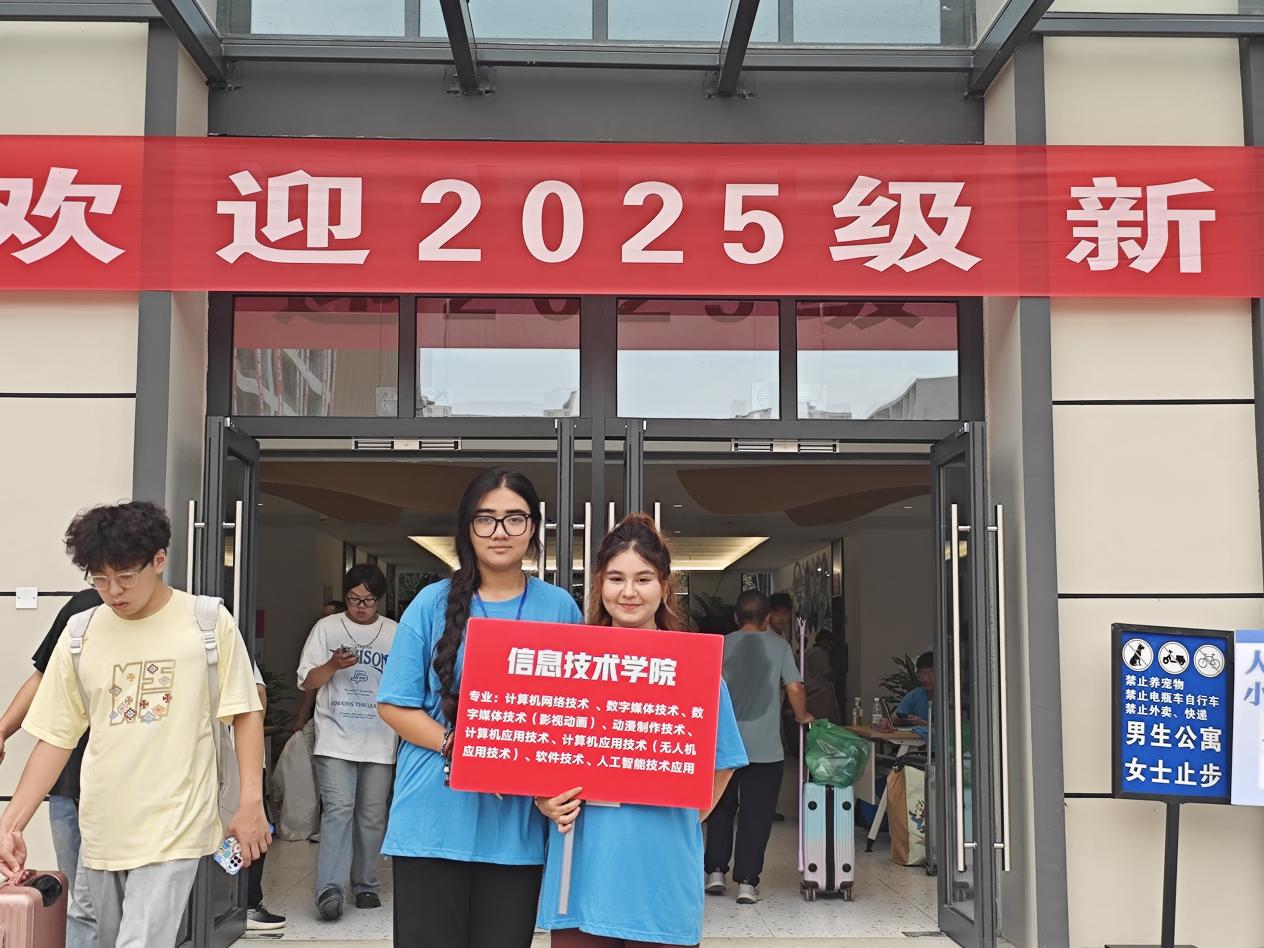 欢迎2025级新
信息技术学院
专业：计算机网络技术、数字媒体技术、数
字媒体技术（影视动画）、动漫制作技术、
计算机应用技术、计算机应用技术（无人机
应用技术）、软件技术、人工智能技术应用
禁止养宠物
禁止电瓶车自行车
禁止外卖、快递
男生公寓
女士止步